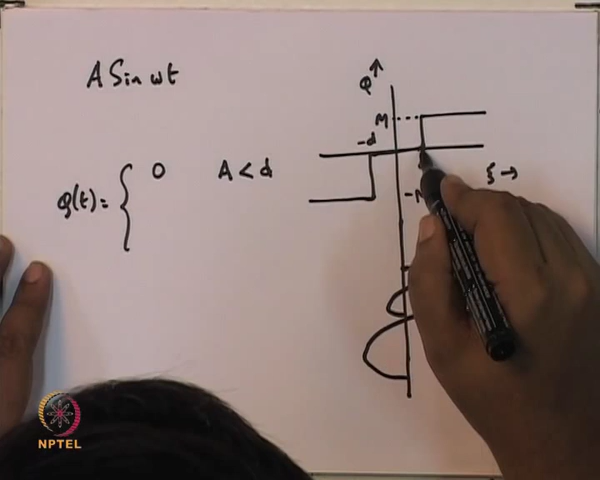 A Sin ωt
φ ↑
M
-d
φ(t) = { 0 A < d
ξ →
NPTEL